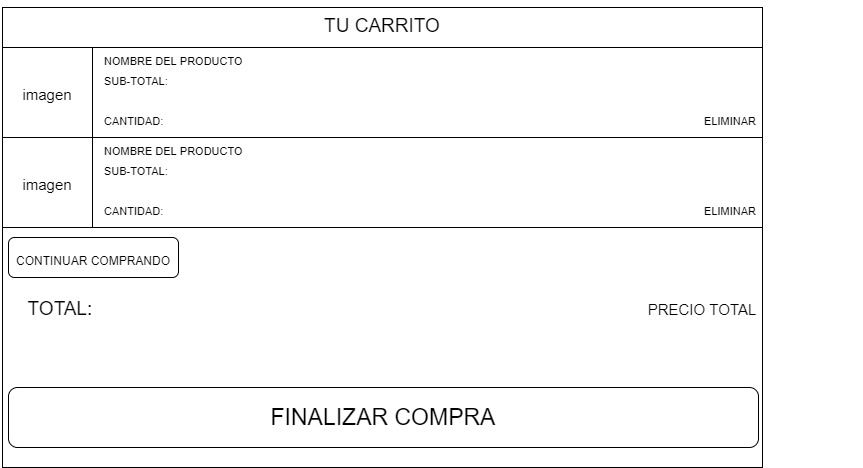 TU CARRITO
imagen
NOMBRE DEL PRODUCTO
SUB-TOTAL:
CANTIDAD:
ELIMINAR
imagen
NOMBRE DEL PRODUCTO
SUB-TOTAL:
CANTIDAD:
ELIMINAR
CONTINUAR COMPRANDO
TOTAL:
PRECIO TOTAL
FINALIZAR COMPRA